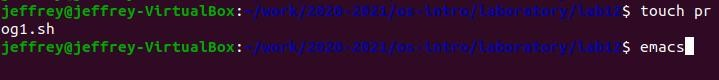 jeffrey@jeffrey-VirtualBox:~/work/2020-2021/os-intro/laboratory/lab12$ touch pr
og1.sh
jeffrey@jeffrey-VirtualBox:~/work/2020-2021/os-intro/laboratory/lab12$ emacs